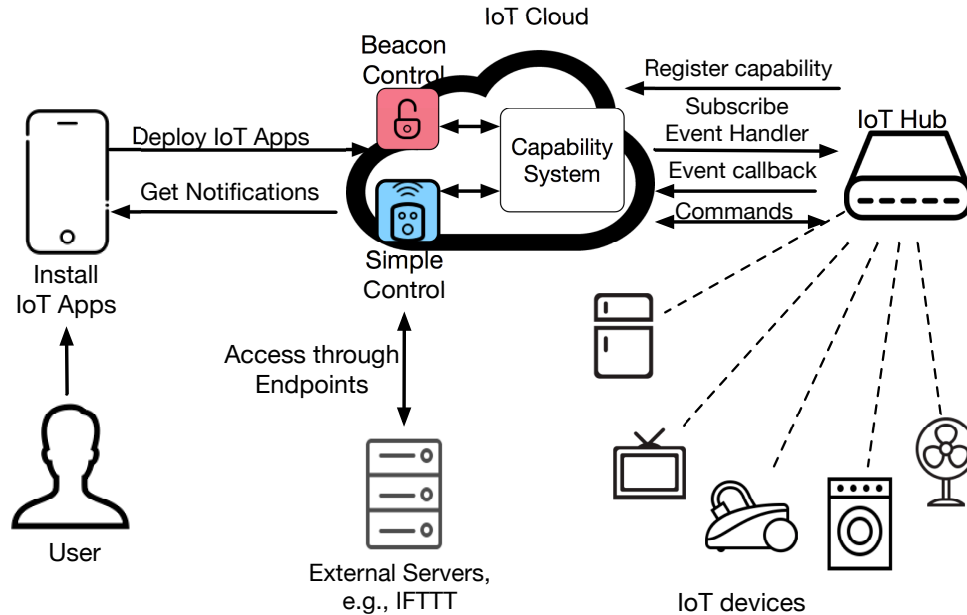 IoT Cloud
Beacon
Control
Register capability
Subscribe
Event Handler
IoT Hub
Deploy IoT Apps
Capability
System
Event callback
Get Notifications
Commands
Simple
Control
Install
IoT Apps
Access through
Endpoints
User
External Servers,
e.g., IFTTT
IoT devices